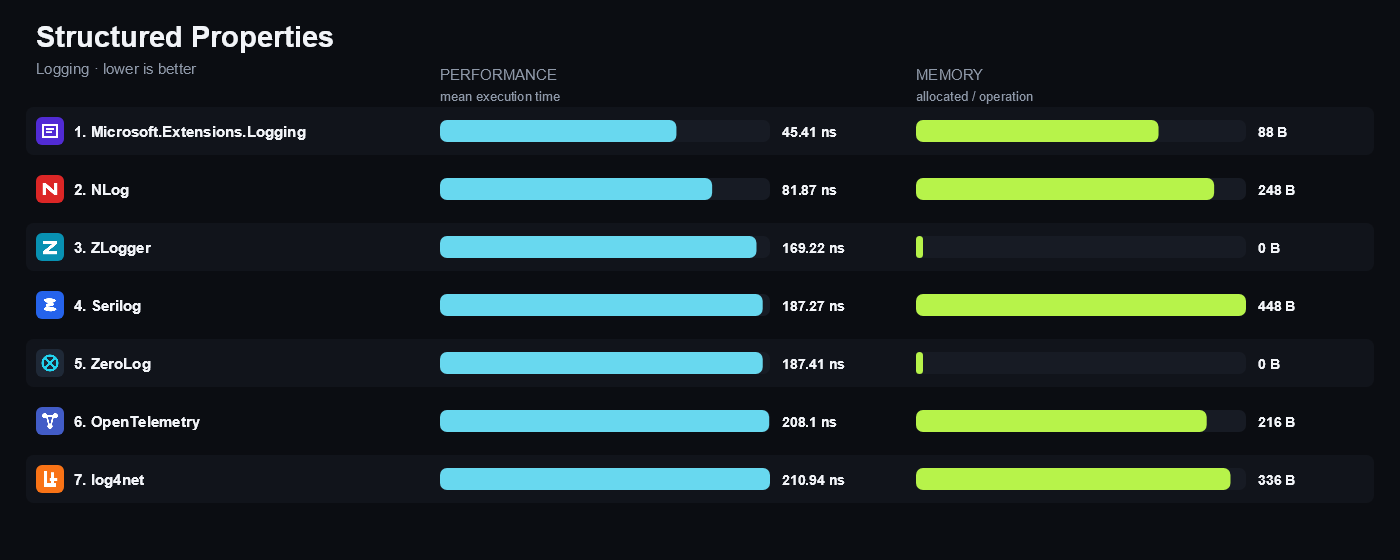 Structured Properties
Logging · lower is better
PERFORMANCE
mean execution time
MEMORY
allocated / operation
1. Microsoft.Extensions.Logging 45.41 ns 88 B
2. NLog 81.87 ns 248 B
3. ZLogger 169.22 ns 0 B
4. Serilog 187.27 ns 448 B
5. ZeroLog 187.41 ns 0 B
6. OpenTelemetry 208.1 ns 216 B
7. log4net 210.94 ns 336 B